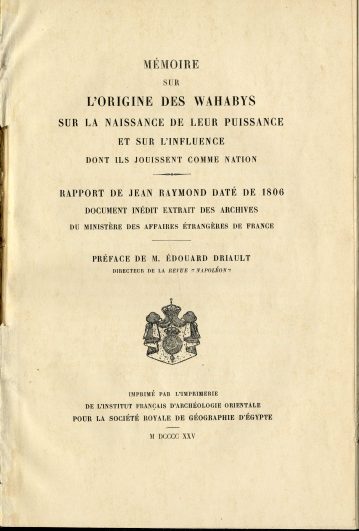 MÉMOIRE
SUR
L'ORIGINE DES WAHABYS
SUR LA NAISSANCE DE LEUR PUISSANCE
ET SUR L'INFLUENCE
DONT ILS JOUISSENT COMME NATION
RAPPORT DE JEAN RAYMOND DATÉ DE 1806
DOCUMENT INÉDIT EXTRAIT DES ARCHIVES
DU MINISTÈRE DES AFFAIRES ÉTRANGÈRES DE FRANCE
PRÉFACE DE M. ÉDOUARD DRIAULT
DIRECTEUR DE LA REVUE "NAPOLÉON"
IMPRIMÉ PAR L'IMPRIMERIE
DE L'INSTITUT FRANÇAIS D'ARCHÉOLOGIE ORIENTALE
POUR LA SOCIÉTÉ ROYALE DE GÉOGRAPHIE D'ÉGYPTE
M DCCCC XXV